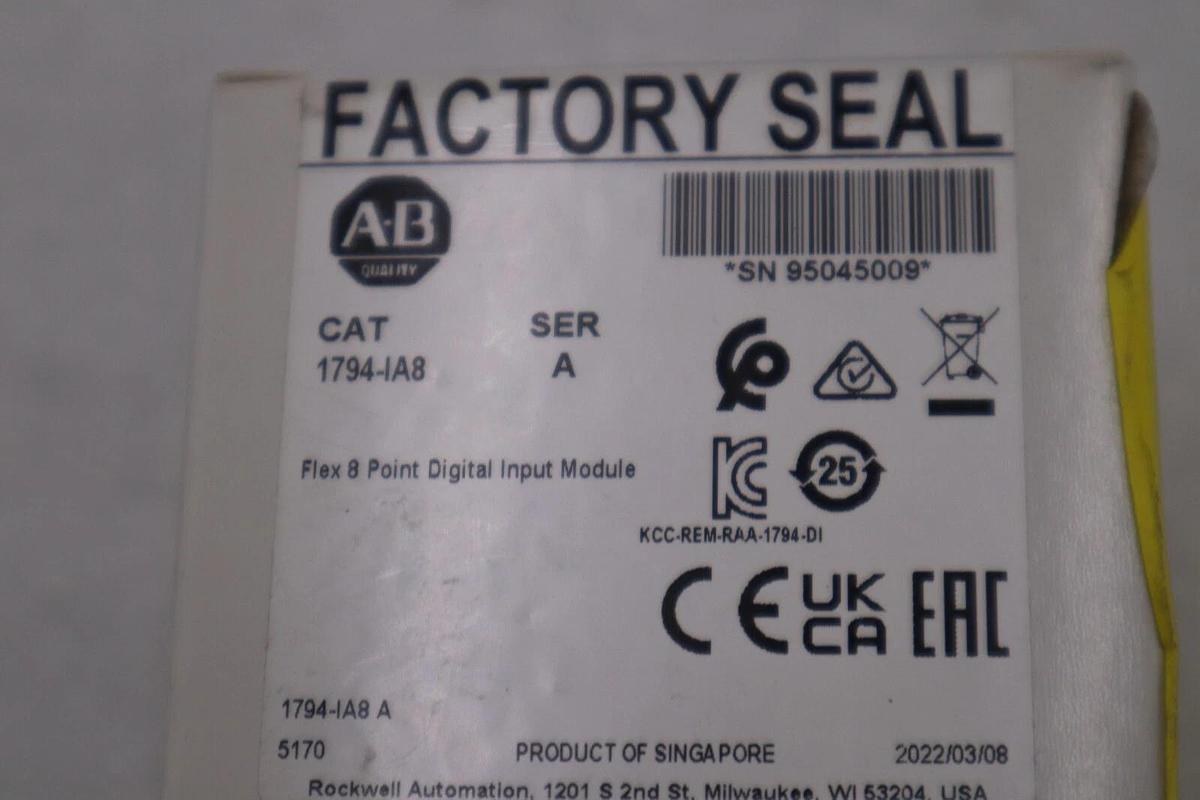 FACTORY SEAL
A-B
QUALITY
*SN 95045009*
CAT
SER
1794-IA8
A
Flex 8 Point Digital Input Module
25
KCC-REM-RAA-1794-DI
CE
UK
CA
EAC
1794-IA8 A
5170
PRODUCT OF SINGAPORE
2022/03/08
Rockwell Automation, 1201 S 2nd St, Milwaukee, WI 53204, USA